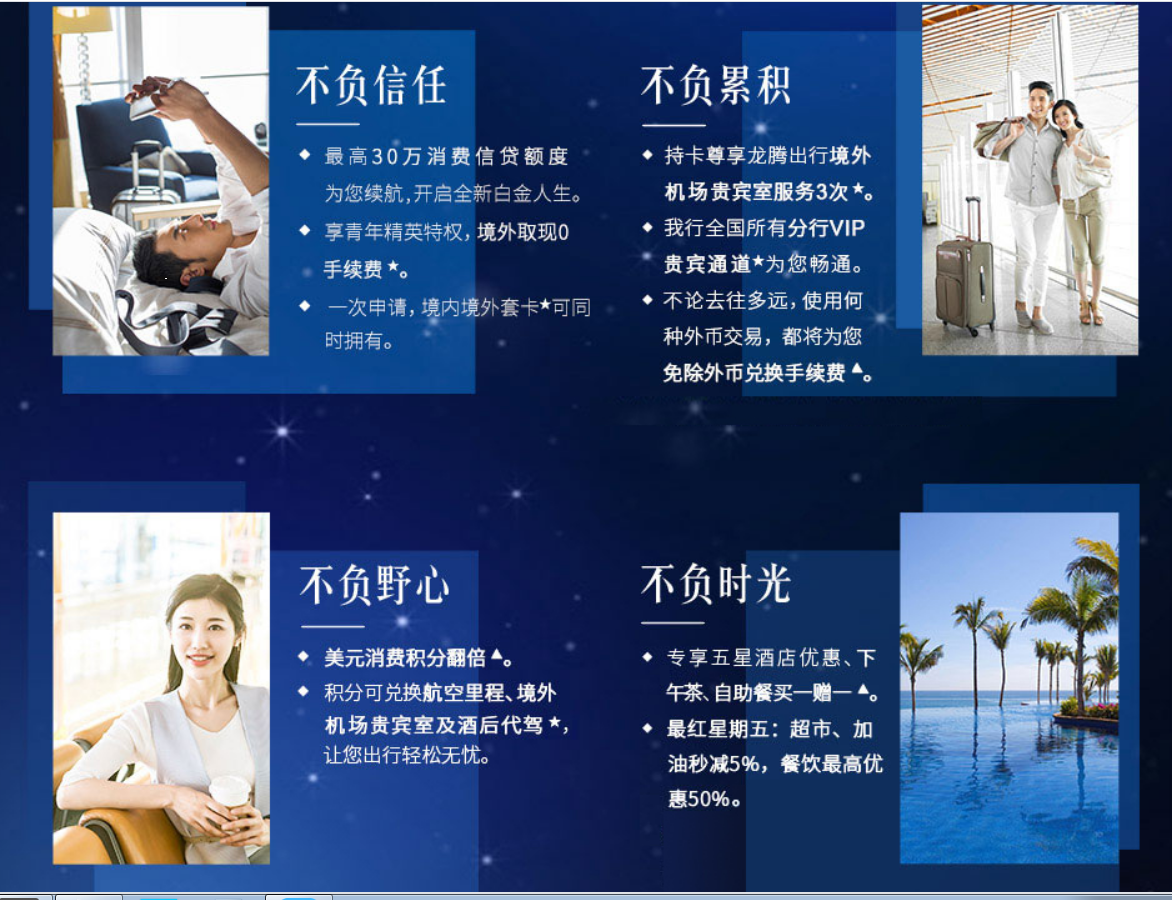 不负信任
◆ 最高30万消费信贷额度
为您续航,开启全新白金人生。
◆ 享青年精英特权,境外取现0
手续费★。
◆ 一次申请,境内境外套卡★可同
时拥有。
不负累积
◆ 持卡尊享龙腾出行境外
机场贵宾室服务3次★。
◆ 我行全国所有分行VIP
贵宾通道★为您畅通。
◆ 不论去往多远,使用何
种外币交易，都将为您
免除外币兑换手续费▲。
不负野心
◆ 美元消费积分翻倍▲。
◆ 积分可兑换航空里程、境外
机场贵宾室及酒后代驾★,
让您出行轻松无忧。
不负时光
◆ 专享五星酒店优惠、下
午茶、自助餐买一赠一▲。
◆ 最红星期五：超市、加
油秒减5%，餐饮最高优
惠50%。